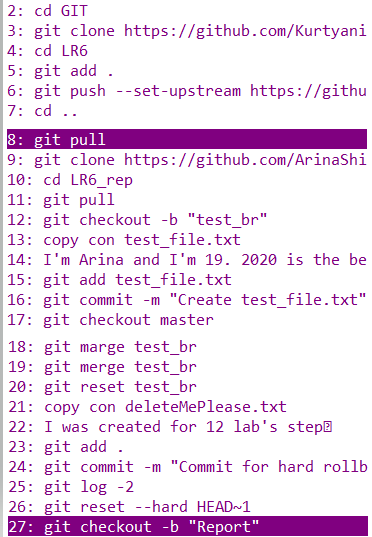 2: cd GIT
3: git clone https://github.com/Kurtyani
4: cd LR6
5: git add .
6: git push --set-upstream https://githu
7: cd ..
8: git pull
9: git clone https://github.com/ArinaShi
10: cd LR6_rep
11: git pull
12: git checkout -b "test_br"
13: copy con test_file.txt
14: I'm Arina and I'm 19. 2020 is the be
15: git add test_file.txt
16: git commit -m "Create test_file.txt"
17: git checkout master
18: git marge test_br
19: git merge test_br
20: git reset test_br
21: copy con deleteMePlease.txt
22: I was created for 12 lab's step
23: git add .
24: git commit -m "Commit for hard rollb
25: git log -2
26: git reset --hard HEAD~1
27: git checkout -b "Report"